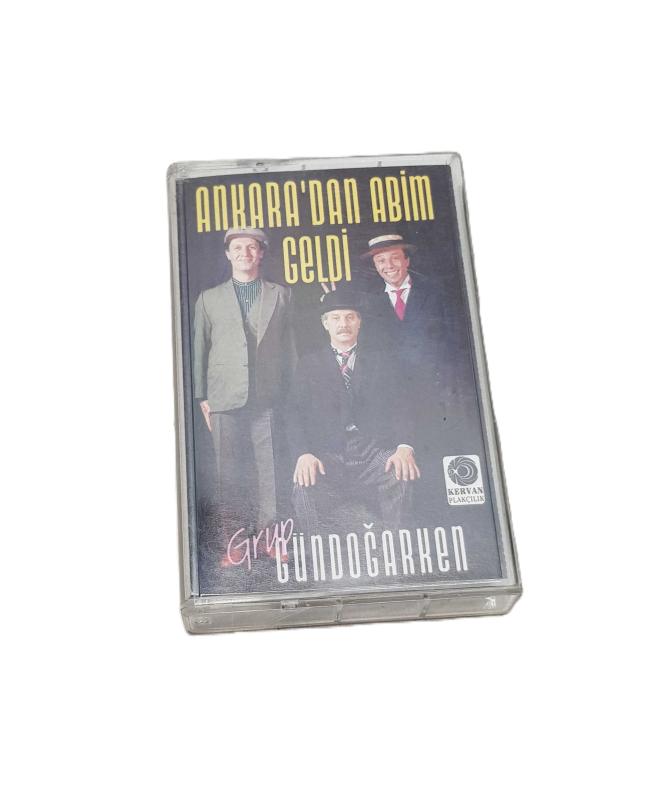 ANKARA'DAN ABİM
GELDİ
Grup
GÜNDOĞARKEN
KERVAN
PLAKÇILIK